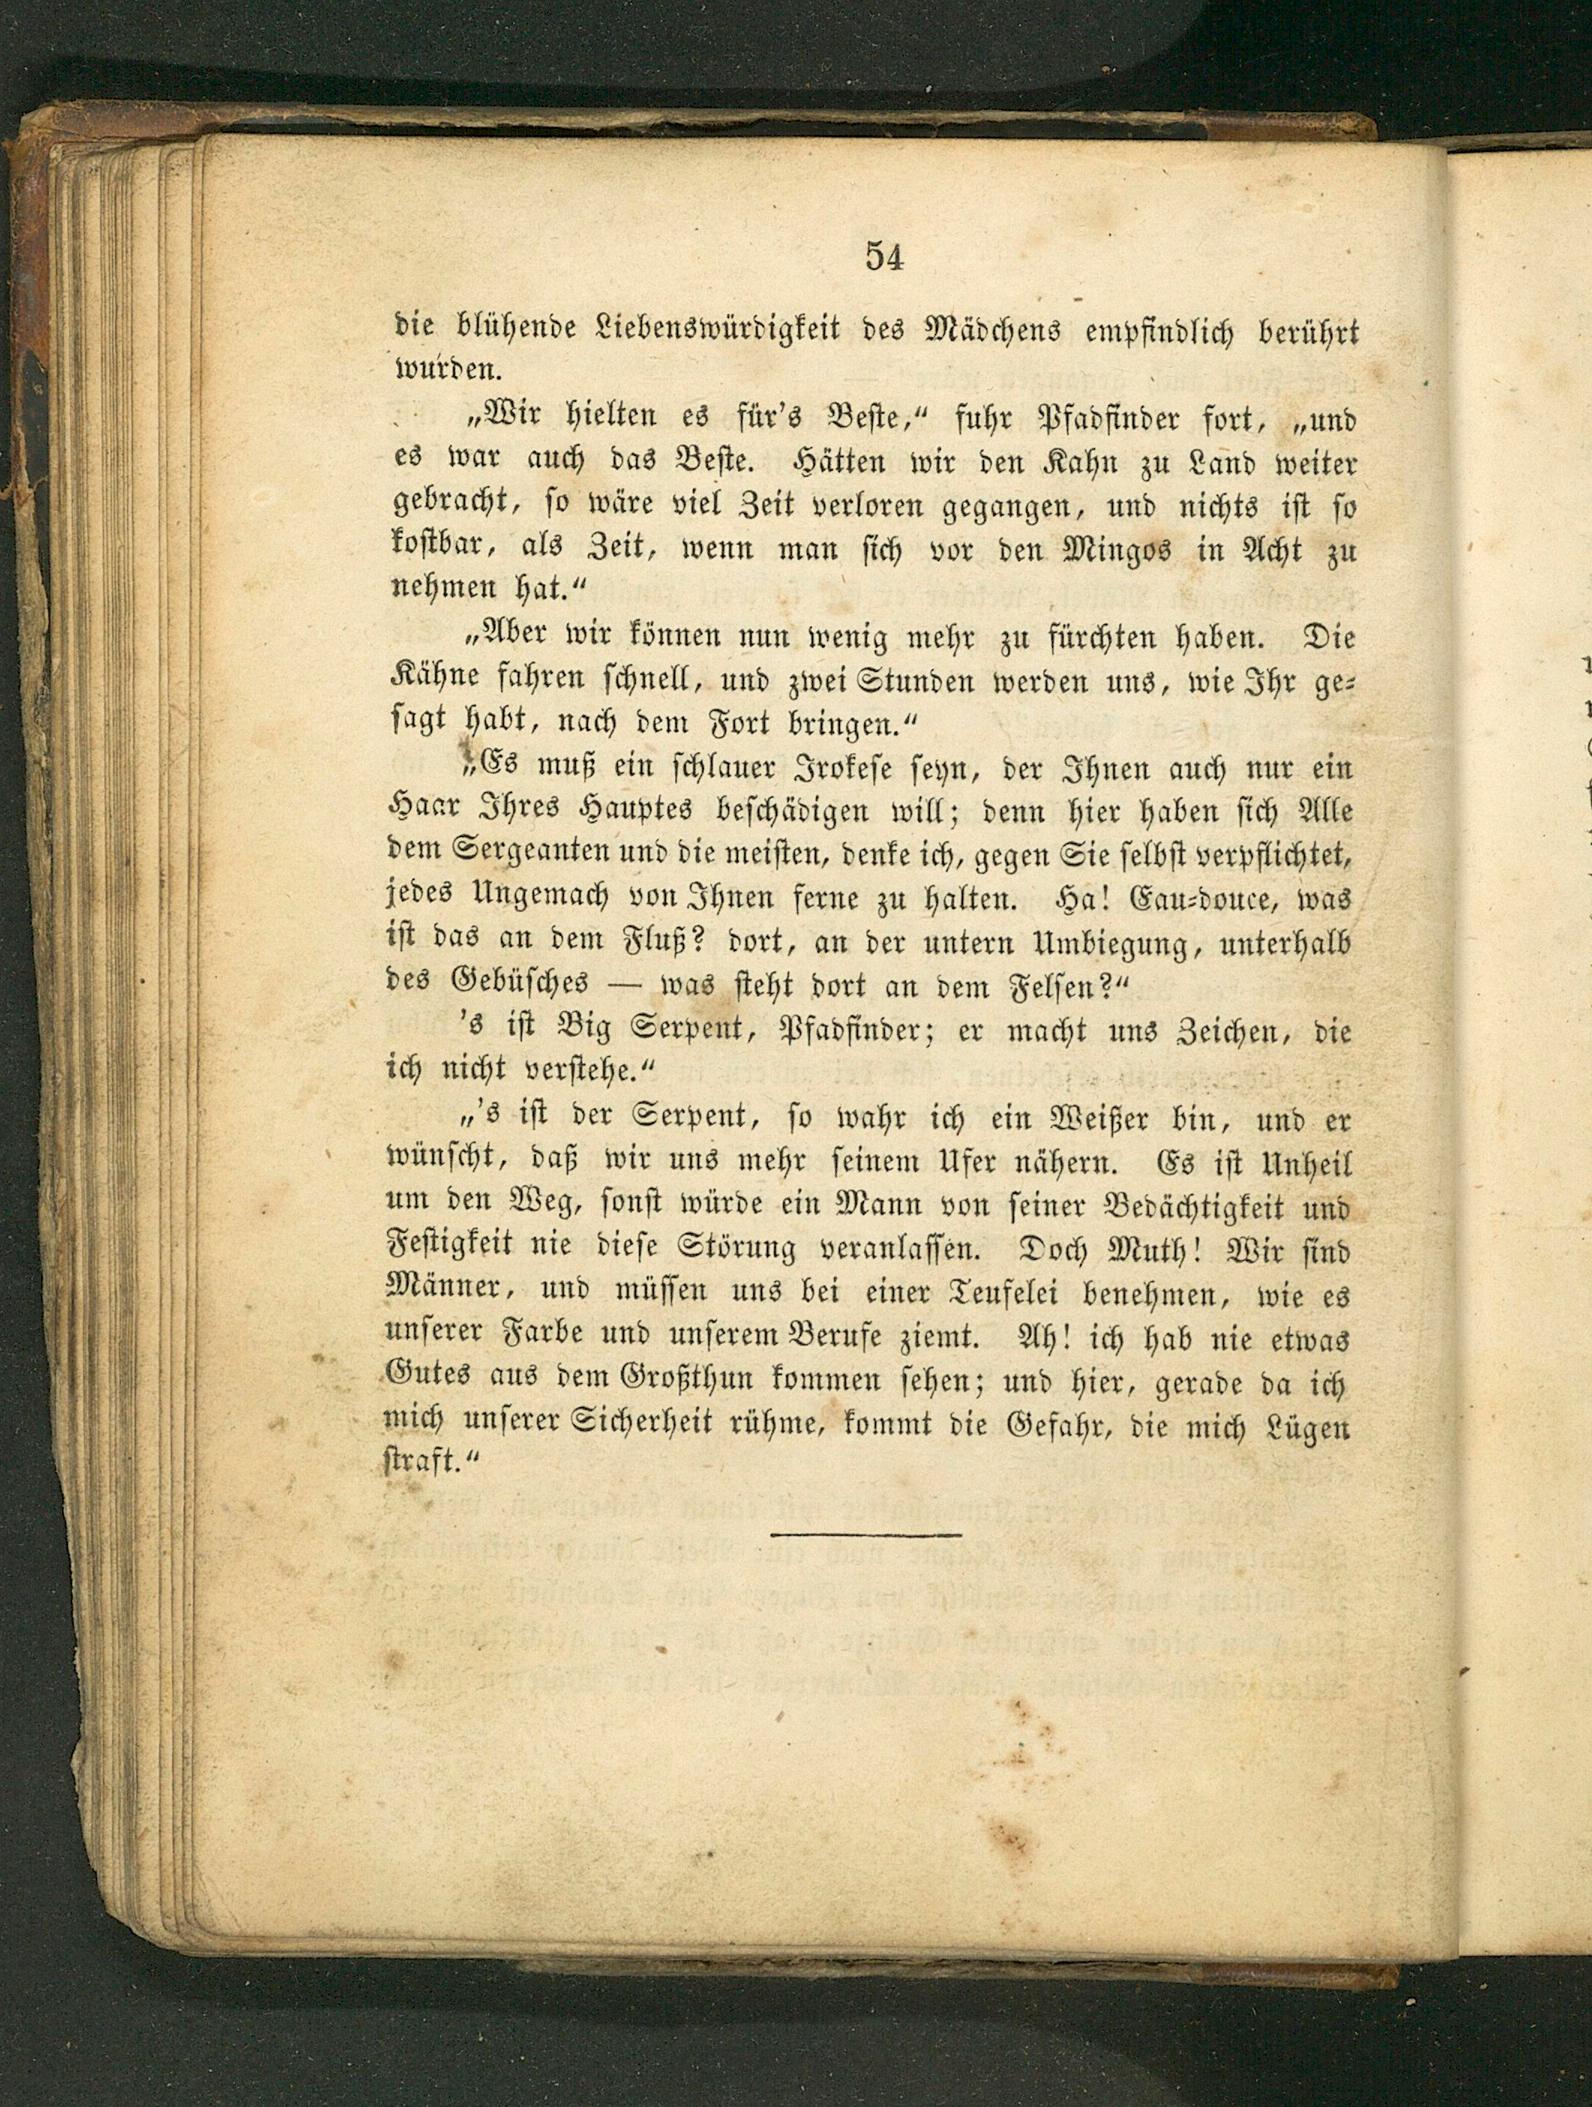 54
die blühende Liebenswürdigkeit des Mädchens empfindlich berührt
wurden.
„Wir hielten es für's Beste,“ fuhr Pfadfinder fort, „und
es war auch das Beste. Hätten wir den Kahn zu Land weiter
gebracht, so wäre viel Zeit verloren gegangen, und nichts ist so
kostbar, als Zeit, wenn man sich vor den Mingos in Acht zu
nehmen hat.“
„Aber wir können nun wenig mehr zu fürchten haben. Die
Kähne fahren schnell, und zwei Stunden werden uns, wie Ihr ge-
sagt habt, nach dem Fort bringen.“
„Es muß ein schlauer Irokese seyn, der Ihnen auch nur ein
Haar Ihres Hauptes beschädigen will; denn hier haben sich Alle
dem Sergeanten und die meisten, denke ich, gegen Sie selbst verpflichtet,
jedes Ungemach von Ihnen ferne zu halten. Ha! Eau-douce, was
ist das an dem Fluß? dort, an der untern Umbiegung, unterhalb
des Gebüsches — was steht dort an dem Felsen?“
's ist Big Serpent, Pfadfinder; er macht uns Zeichen, die
ich nicht verstehe.“
„'s ist der Serpent, so wahr ich ein Weißer bin, und er
wünscht, daß wir uns mehr seinem Ufer nähern. Es ist Unheil
um den Weg, sonst würde ein Mann von seiner Bedächtigkeit und
Festigkeit nie diese Störung veranlassen. Doch Muth! Wir sind
Männer, und müssen uns bei einer Teufelei benehmen, wie es
unserer Farbe und unserem Berufe ziemt. Ah! ich hab nie etwas
Gutes aus dem Großthun kommen sehen; und hier, gerade da ich
mich unserer Sicherheit rühme, kommt die Gefahr, die mich Lügen
straft.“